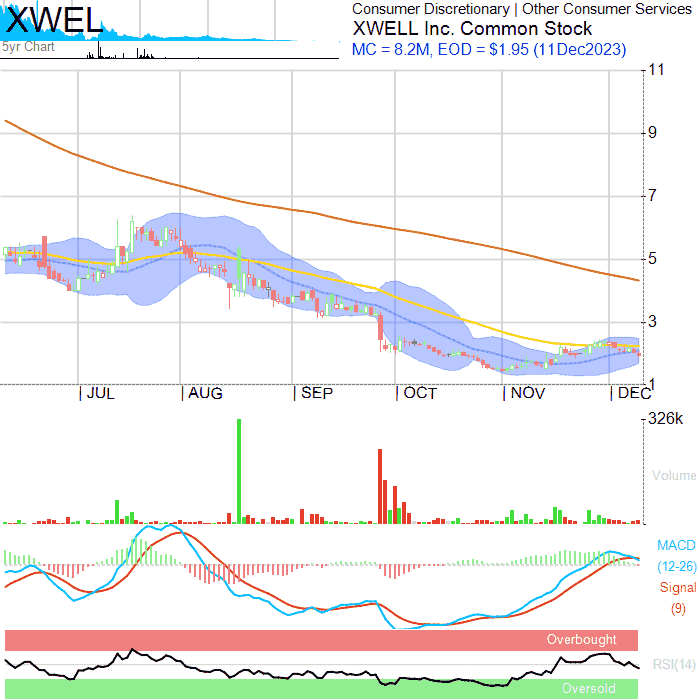 XWEL
5yr Chart
Consumer Discretionary | Other Consumer Services
XWELL Inc. Common Stock
MC = 8.2M, EOD = $1.95 (11Dec2023)
11
9
7
5
3
1
JUL
AUG
SEP
OCT
NOV
DEC
326k
Volume
MACD
(12-26)
Signal
(9)
Overbought
RSI(14)
Oversold